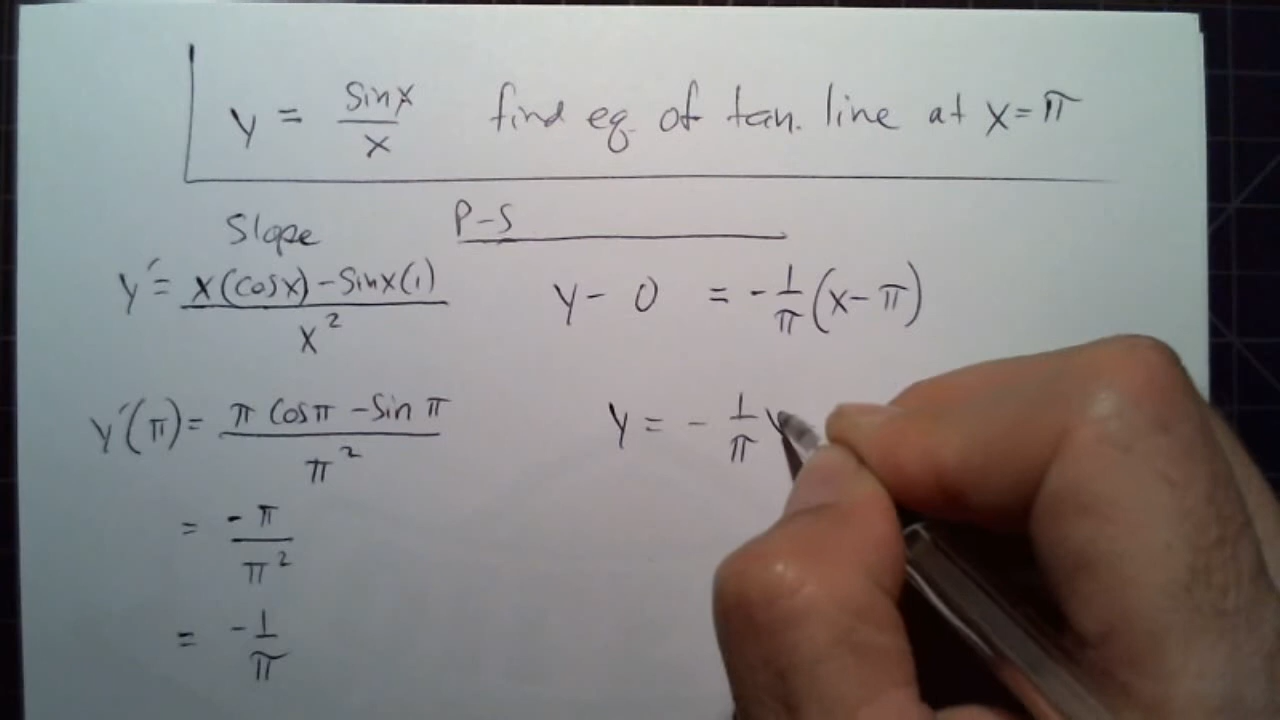 y = sinx/x find eq. of tan. line at x=π
Slope
y′= x(cosx)-sinx(1)/x²
y′(π)= π cosπ -sin π/π²
= -π/π²
= -1/π
P-S
y- 0 = -1/π(x-π)
y = - 1/π x